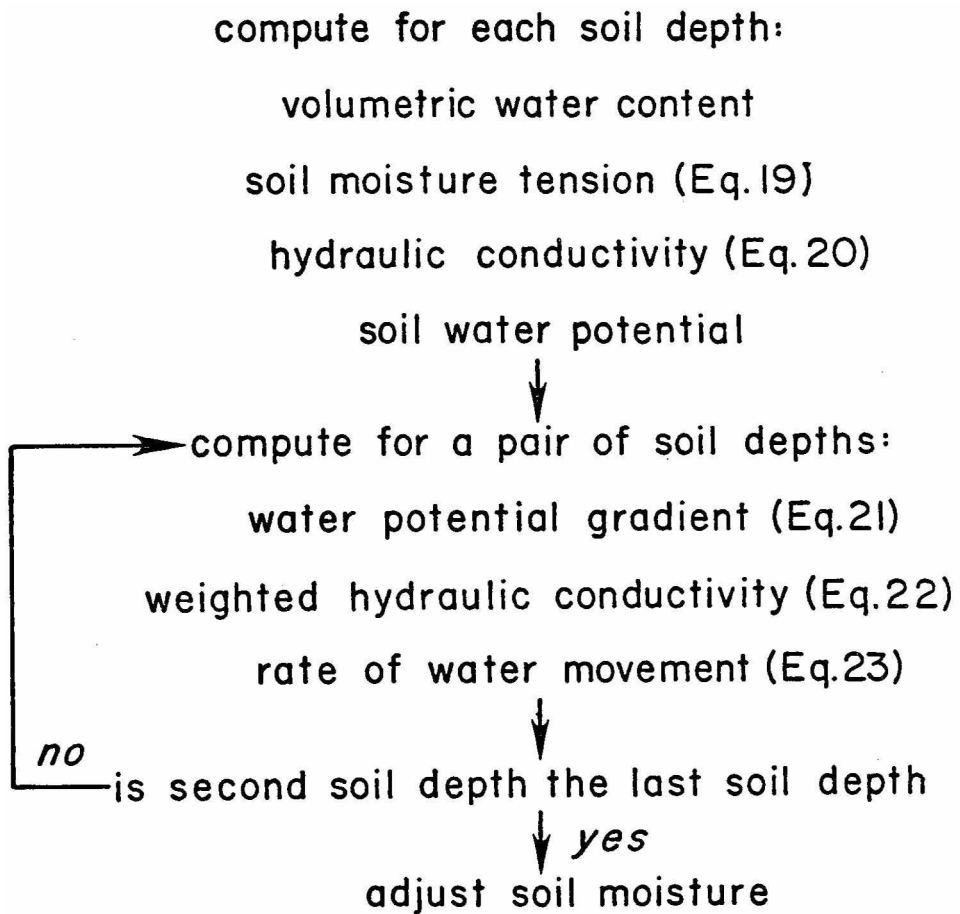 compute for each soil depth:
volumetric water content
soil moisture tension (Eq.19)
hydraulic conductivity (Eq.20)
soil water potential
compute for a pair of soil depths:
water potential gradient (Eq.21)
weighted hydraulic conductivity (Eq.22)
rate of water movement (Eq.23)
no
is second soil depth the last soil depth
yes
adjust soil moisture